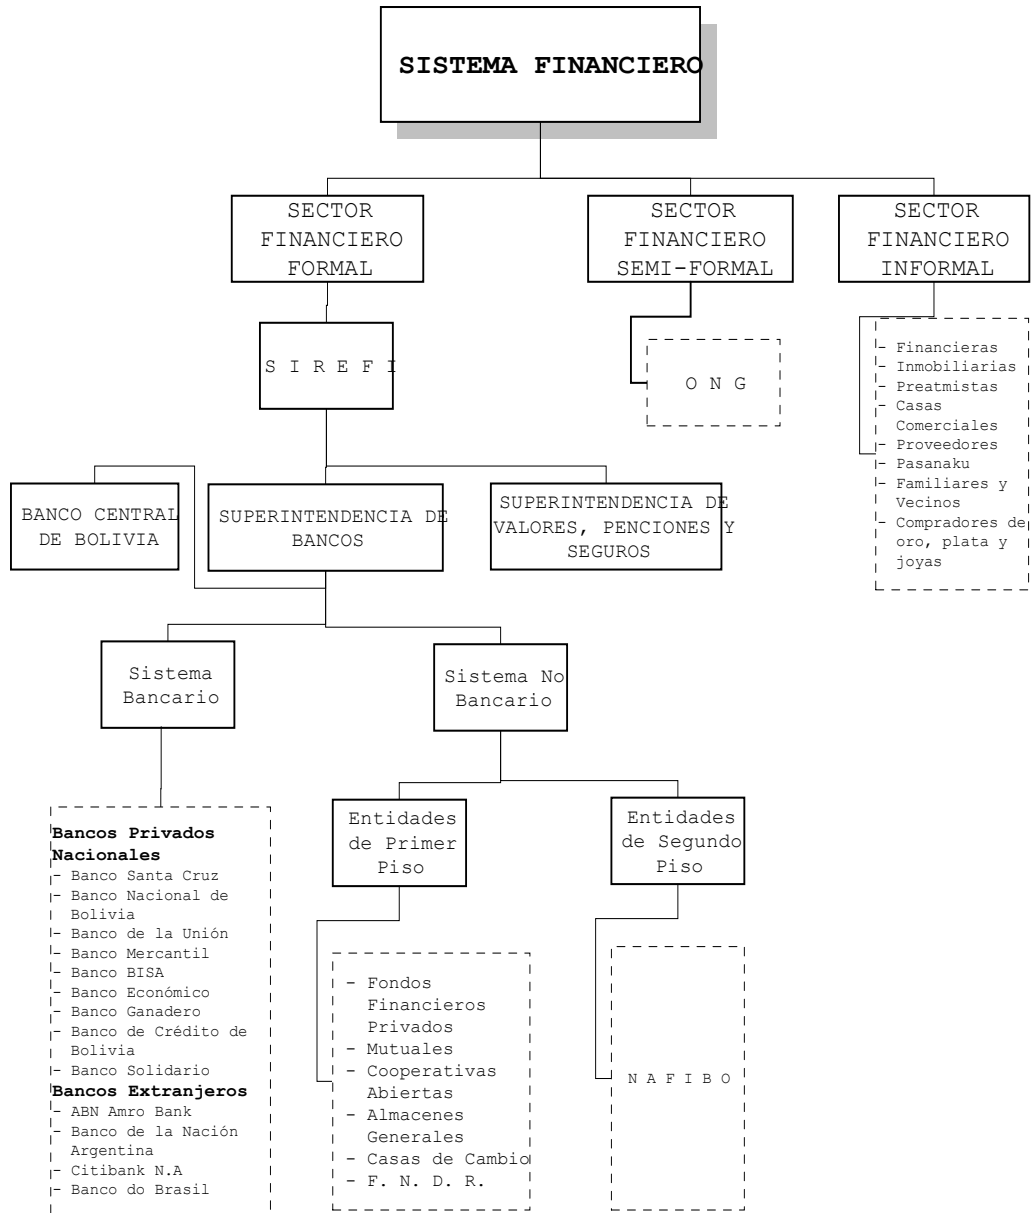 SISTEMA FINANCIERO
SECTOR
FINANCIERO
FORMAL
SECTOR
FINANCIERO
SEMI-FORMAL
SECTOR
FINANCIERO
INFORMAL
S I R E F I
O N G
- Financieras
- Inmobiliarias
- Preatmistas
- Casas
Comerciales
- Proveedores
- Pasanaku
- Familiares y
Vecinos
- Compradores de
oro, plata y
joyas
BANCO CENTRAL
DE BOLIVIA
SUPERINTENDENCIA DE
BANCOS
SUPERINTENDENCIA DE
VALORES, PENCIONES Y
SEGUROS
Sistema
Bancario
Sistema No
Bancario
Entidades
de Primer
Piso
Entidades
de Segundo
Piso
Bancos Privados
Nacionales
- Banco Santa Cruz
- Banco Nacional de
Bolivia
- Banco de la Unión
- Banco Mercantil
- Banco BISA
- Banco Económico
- Banco Ganadero
- Banco de Crédito de
Bolivia
- Banco Solidario
Bancos Extranjeros
- ABN Amro Bank
- Banco de la Nación
Argentina
- Citibank N.A
- Banco do Brasil
- Fondos
Financieros
Privados
- Mutuales
- Cooperativas
Abiertas
- Almacenes
Generales
- Casas de Cambio
- F. N. D. R.
N A F I B O